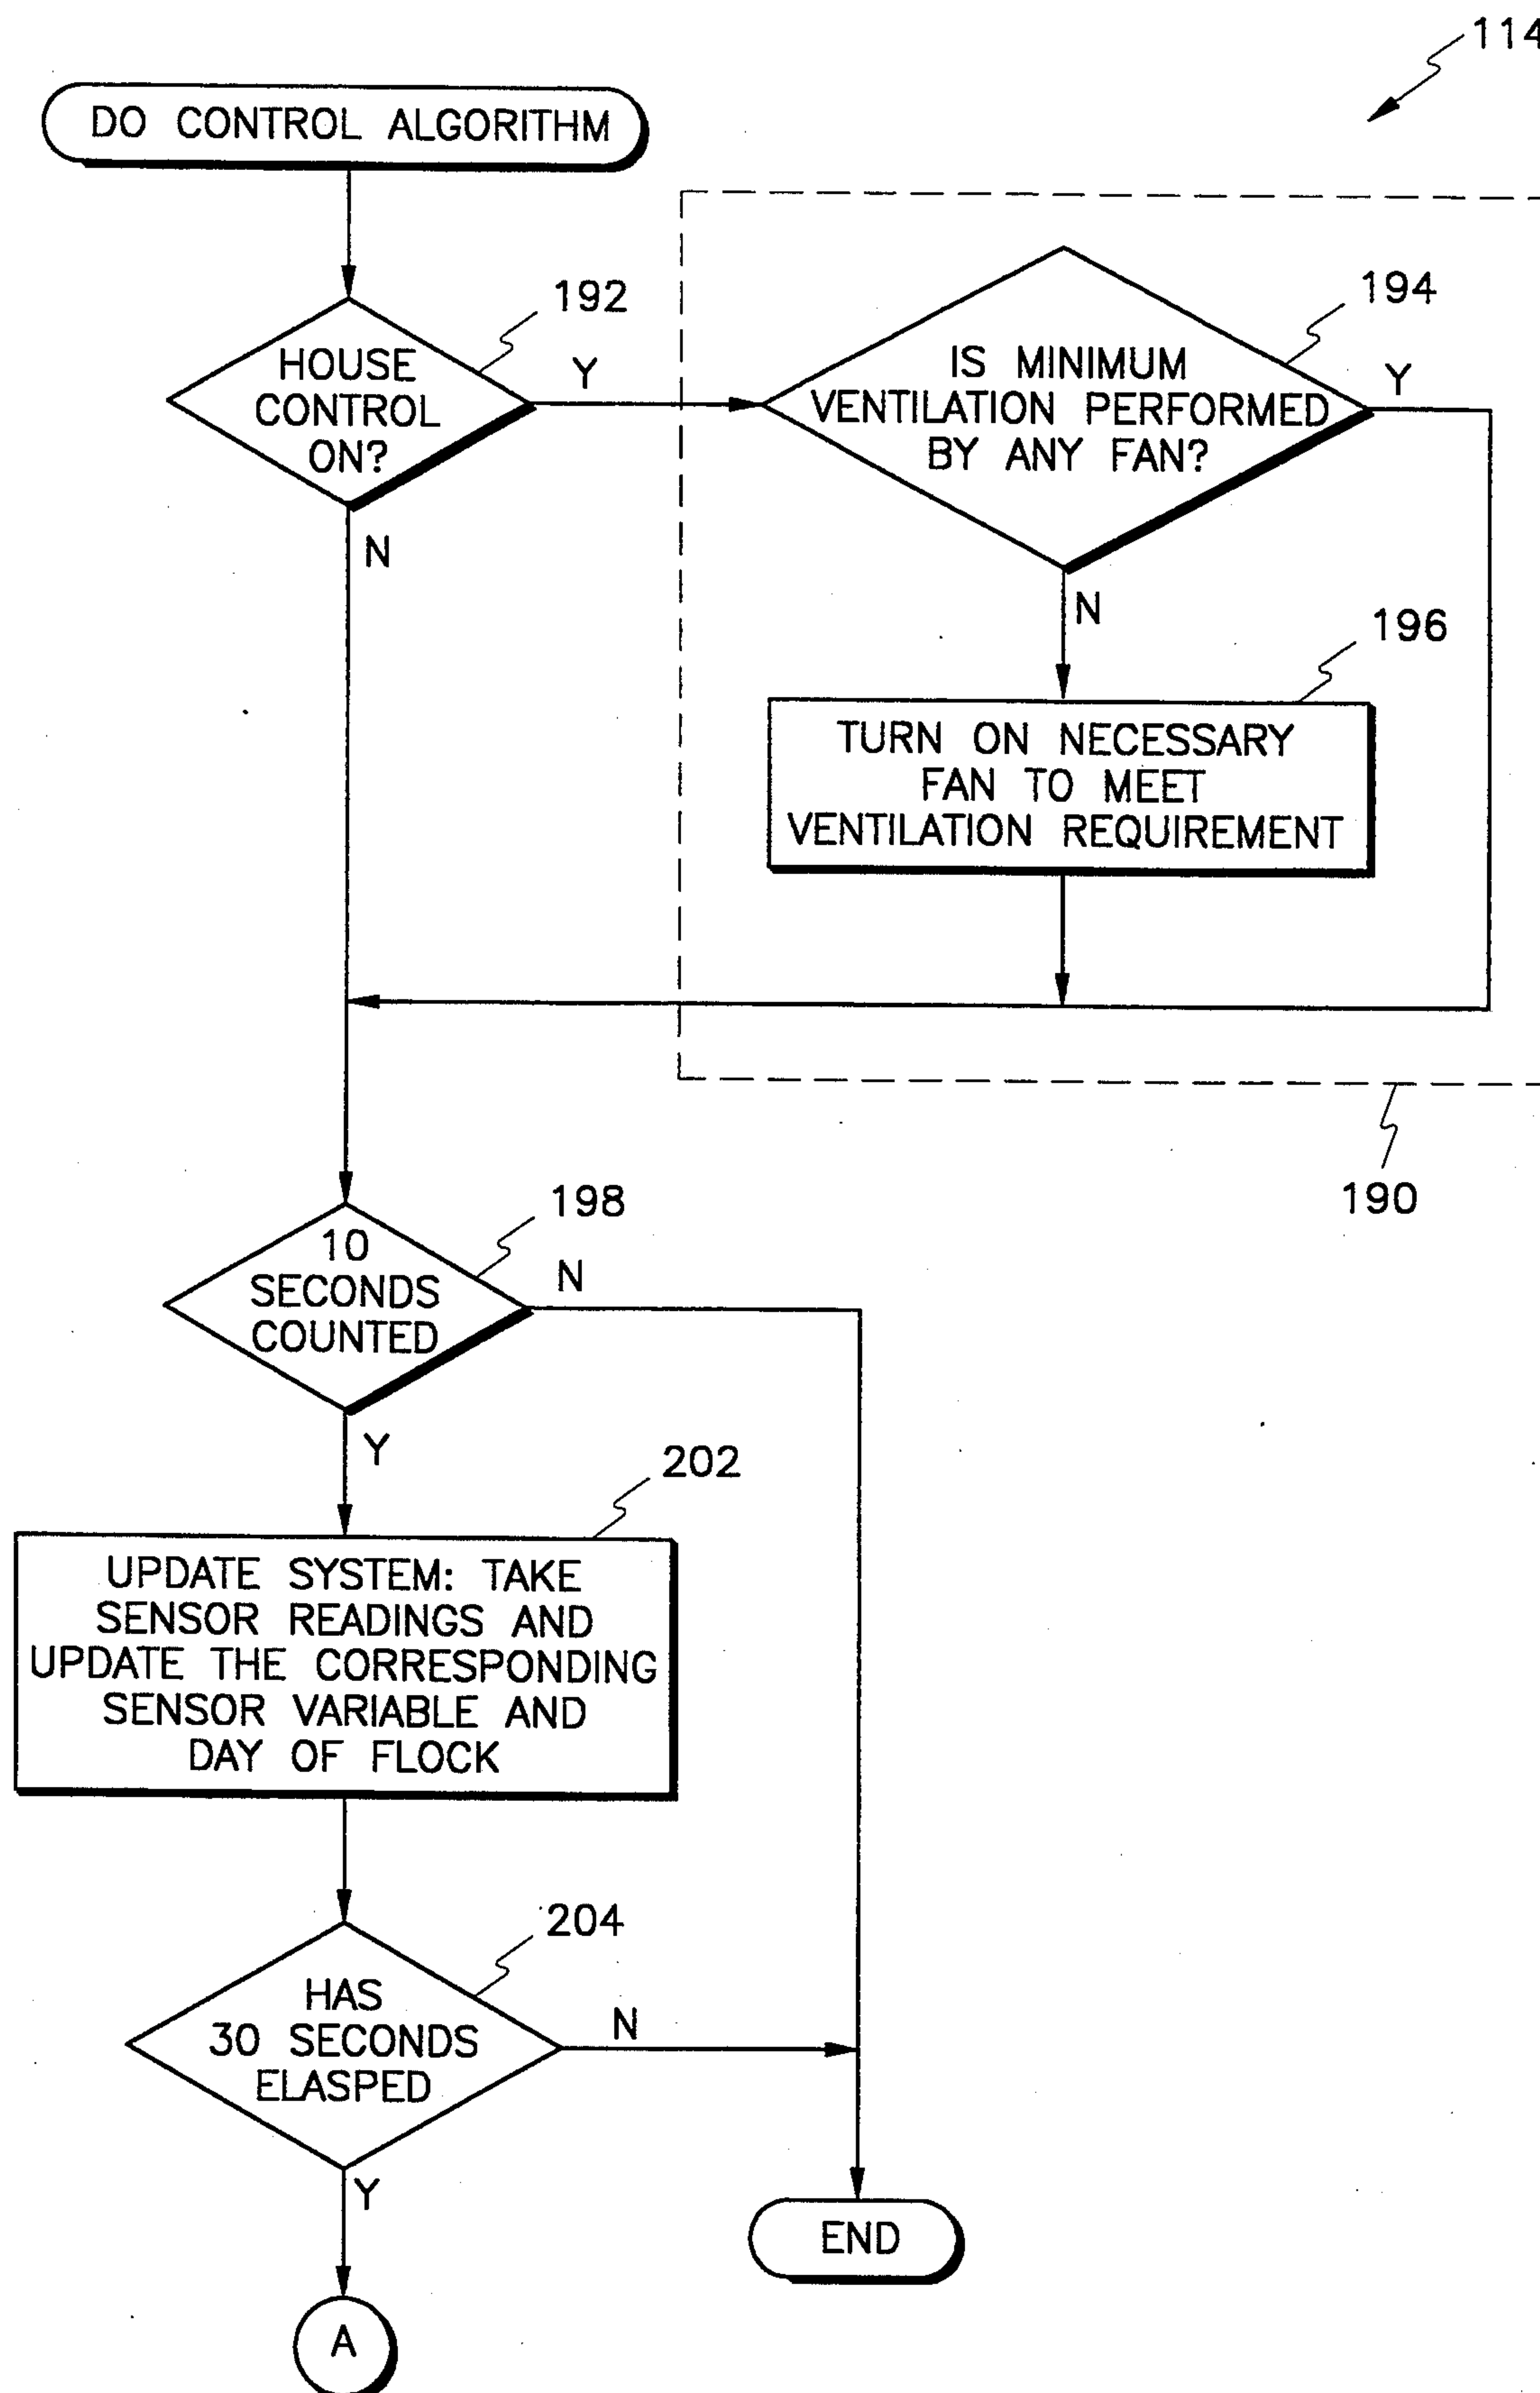 114
DO CONTROL ALGORITHM
192
HOUSE
CONTROL
ON?
Y
N
194
IS MINIMUM
VENTILATION PERFORMED
BY ANY FAN?
Y
N
196
TURN ON NECESSARY
FAN TO MEET
VENTILATION REQUIREMENT
190
198
10
SECONDS
COUNTED
N
Y
202
UPDATE SYSTEM: TAKE
SENSOR READINGS AND
UPDATE THE CORRESPONDING
SENSOR VARIABLE AND
DAY OF FLOCK
204
HAS
30 SECONDS
ELASPED
N
Y
END
A